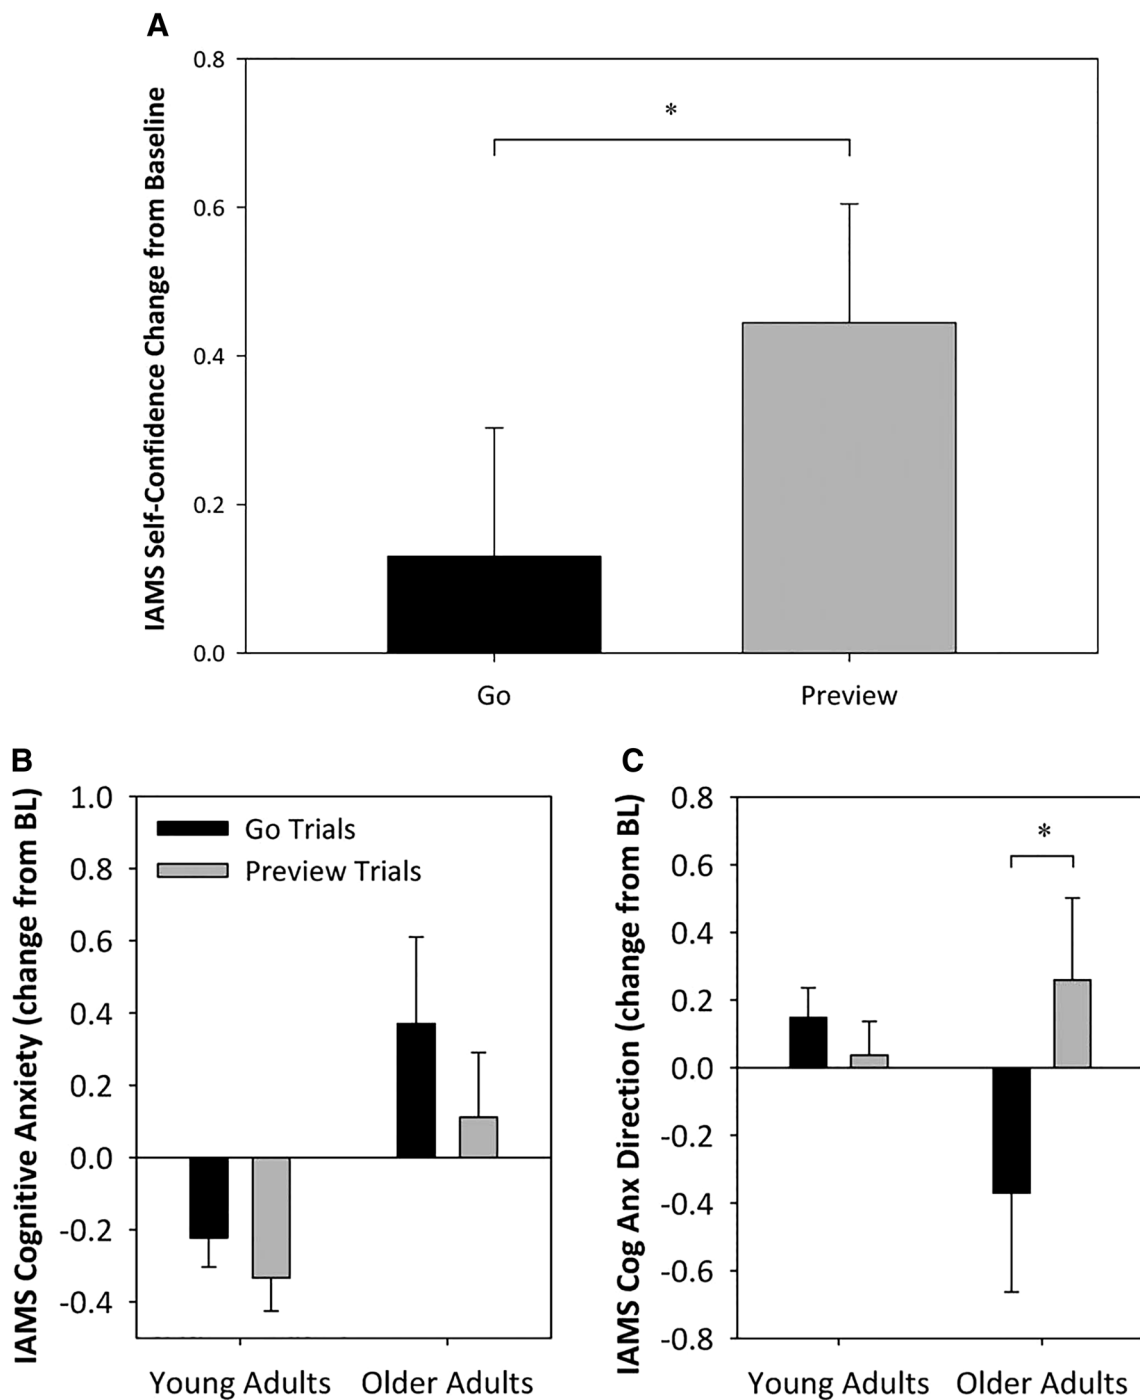 A
IAMS Self-Confidence Change from Baseline
0.8
0.6
0.4
0.2
0.0
*
Go
Preview
B
IAMS Cognitive Anxiety (change from BL)
1.0
0.8
0.6
0.4
0.2
0.0
-0.2
-0.4
Go Trials
Preview Trials
Young Adults
Older Adults
C
IAMS Cog Anx Direction (change from BL)
0.8
0.6
0.4
0.2
0.0
-0.2
-0.4
-0.6
-0.8
*
Young Adults
Older Adults